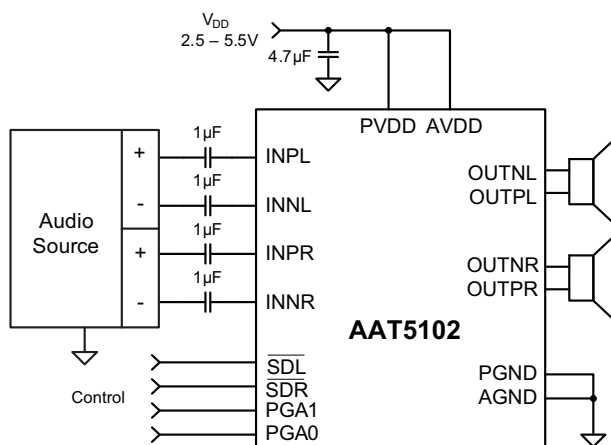 V_DD
2.5 – 5.5V
4.7μF
PVDD AVDD
1μF
+
INPL
OUTNL
OUTPL
1μF
-
INNL
Audio
Source
1μF
+
INPR
OUTNR
OUTPR
1μF
-
INNR
AAT5102
SDL
SDR
Control
PGA1
PGA0
PGND
AGND